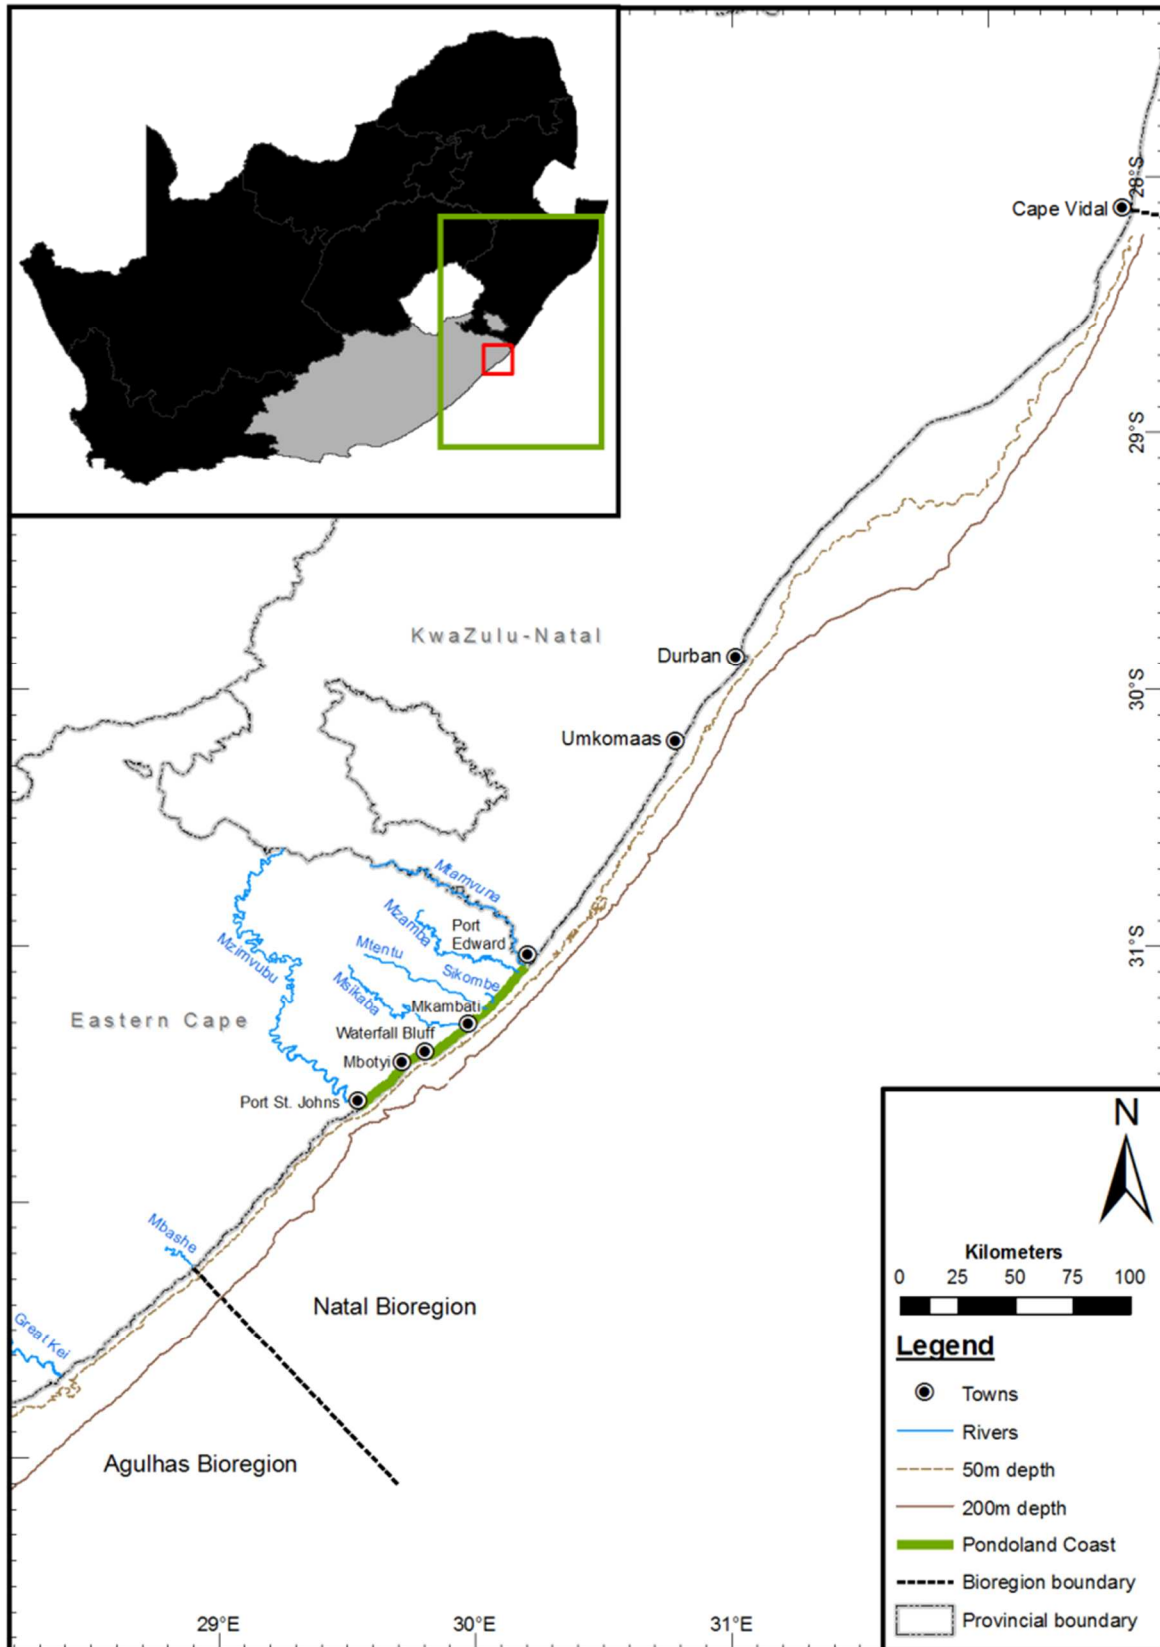 28°S
Cape Vidal
29°S
KwaZulu-Natal
Durban
30°S
Umkomaas
Mtamvuna
Mzamba
Port
Edward
Mzimvubu
Mtentu
31°S
Sikombe
Msikaba
Mkambati
Eastern Cape
Waterfall Bluff
Mbotyi
Port St. Johns
N
Mbashe
Kilometers
0 25 50 75 100
Natal Bioregion
Great Kei
Legend
Towns
Rivers
Agulhas Bioregion
50m depth
200m depth
Pondoland Coast
Bioregion boundary
Provincial boundary
29°E 30°E 31°E